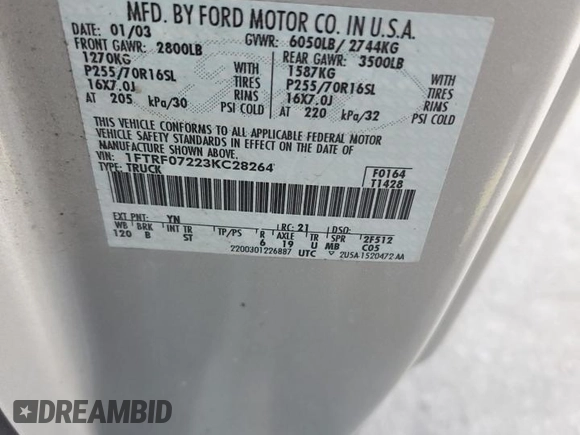 MFD. BY FORD MOTOR CO. IN U.S.A.
DATE: 01/03 GVWR: 6050LB/ 2744KG
FRONT GAWR: 2800LB REAR GAWR: 3500LB
1270KG WITH 1587KG WITH
P255/70R16SL TIRES P255/70R16SL TIRES
16X7.0J RIMS 16X7.0J RIMS
AT 205 kPa/30 PSI COLD AT 220 kPa/32 PSI COLD
THIS VEHICLE CONFORMS TO ALL APPLICABLE FEDERAL MOTOR
VEHICLE SAFETY STANDARDS IN EFFECT ON THE DATE OF
MANUFACTURE SHOWN ABOVE.
VIN: 1FTRF07223KC28264 F0164
TYPE: TRUCK T1428
EXT PNT: YN RC: 21 DSO:
WB BRK INT TR TP/PS R AXLE TR SPR 2F512
120 B ST 6 19 U MB C05
2200301226887 UTC ▽ 2U5A-1520472-AA
DREAMBID